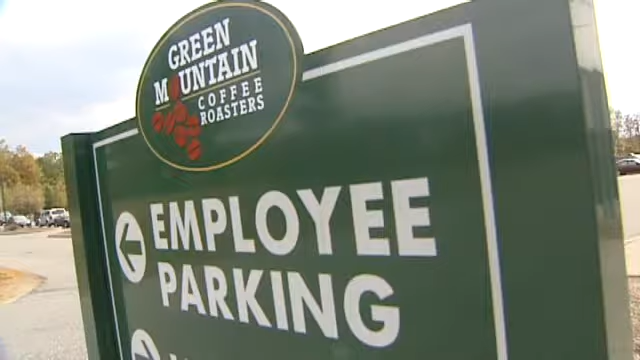 GREEN
MOUNTAIN
COFFEE
ROASTERS
EMPLOYEE
PARKING